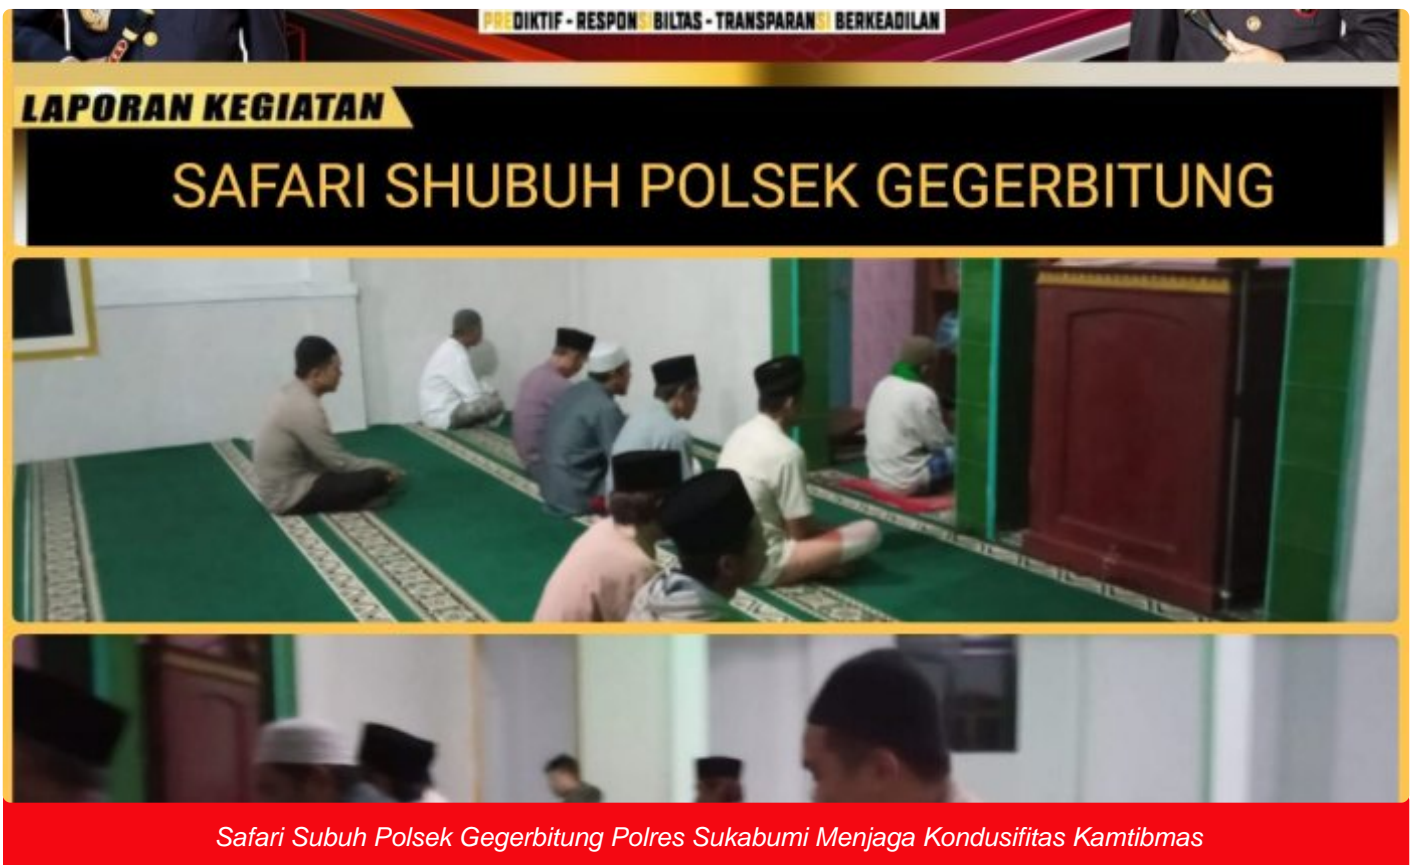 PREDIKTIF - RESPONSIBILTAS - TRANSPARANSI BERKEADILAN
LAPORAN KEGIATAN
SAFARI SHUBUH POLSEK GEGERBITUNG
Safari Subuh Polsek Gegerbitung Polres Sukabumi Menjaga Kondusifitas Kamtibmas